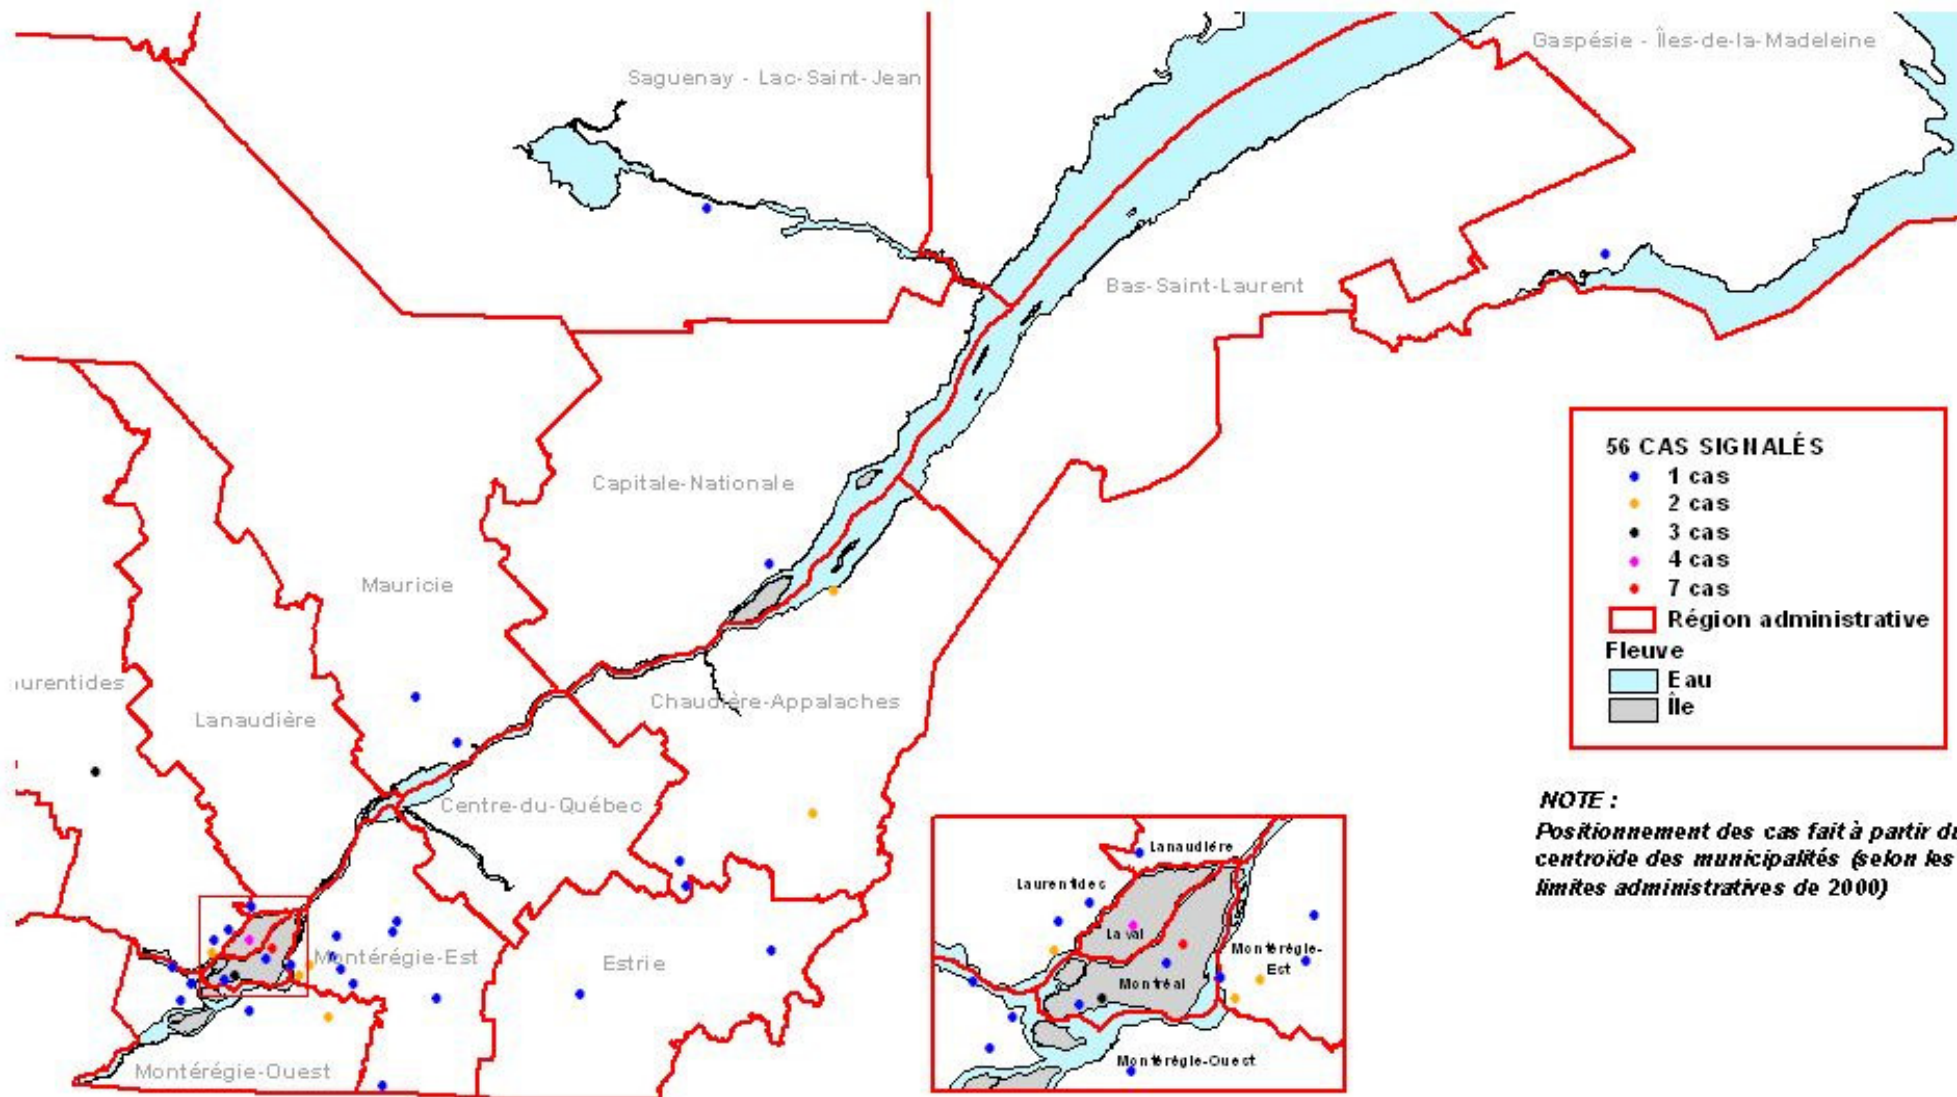 Gaspésie - Îles-de-la-Madeleine
Saguenay - Lac-Saint-Jean
Bas-Saint-Laurent
Capitale-Nationale
Mauricie
urentides
Lanaudière
Chaudière-Appalaches
Centre-du-Québec
Montérégie-Est
Estrie
Montérégie-Ouest
56 CAS SIGNALÉS
1 cas
2 cas
3 cas
4 cas
7 cas
Région administrative
Fleuve
Eau
Île
NOTE :
Positionnement des cas fait à partir du
centroïde des municipalités (selon les
limites administratives de 2000)
Lanaudière
Laurentides
Laval
Montérégie-
Est
Montréal
Montérégie-Ouest